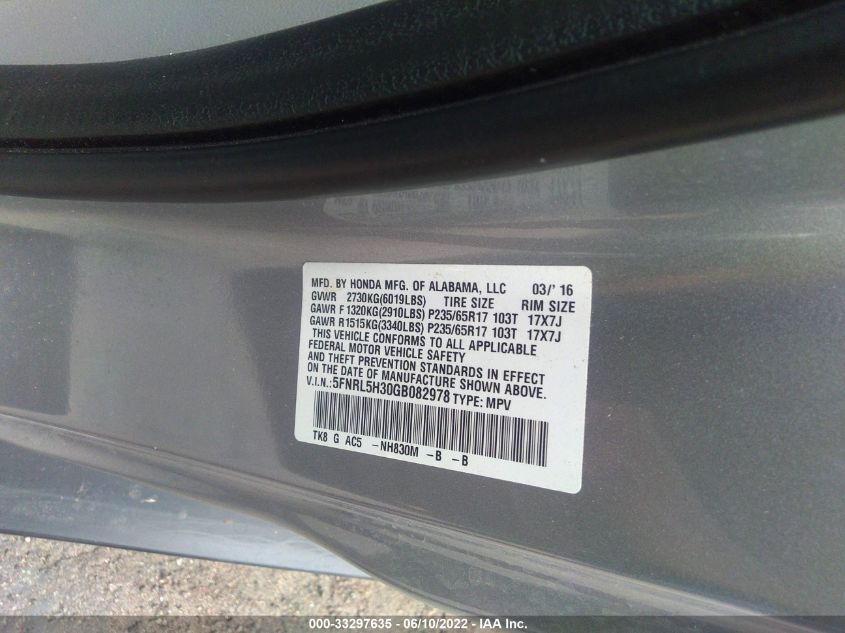 MFD. BY HONDA MFG. OF ALABAMA, LLC 03/'16
GVWR 2730KG(6019LBS) TIRE SIZE RIM SIZE
GAWR F1320KG(2910LBS) P235/65R17 103T 17X7J
GAWR R1515KG(3340LBS) P235/65R17 103T 17X7J
THIS VEHICLE CONFORMS TO ALL APPLICABLE
FEDERAL MOTOR VEHICLE SAFETY
AND THEFT PREVENTION STANDARDS IN EFFECT
ON THE DATE OF MANUFACTURE SHOWN ABOVE.
V.I.N.:5FNRL5H30GB082978 TYPE: MPV
TK8 G AC5 -NH830M -B -B
000-33297635 - 06/10/2022 - IAA Inc.